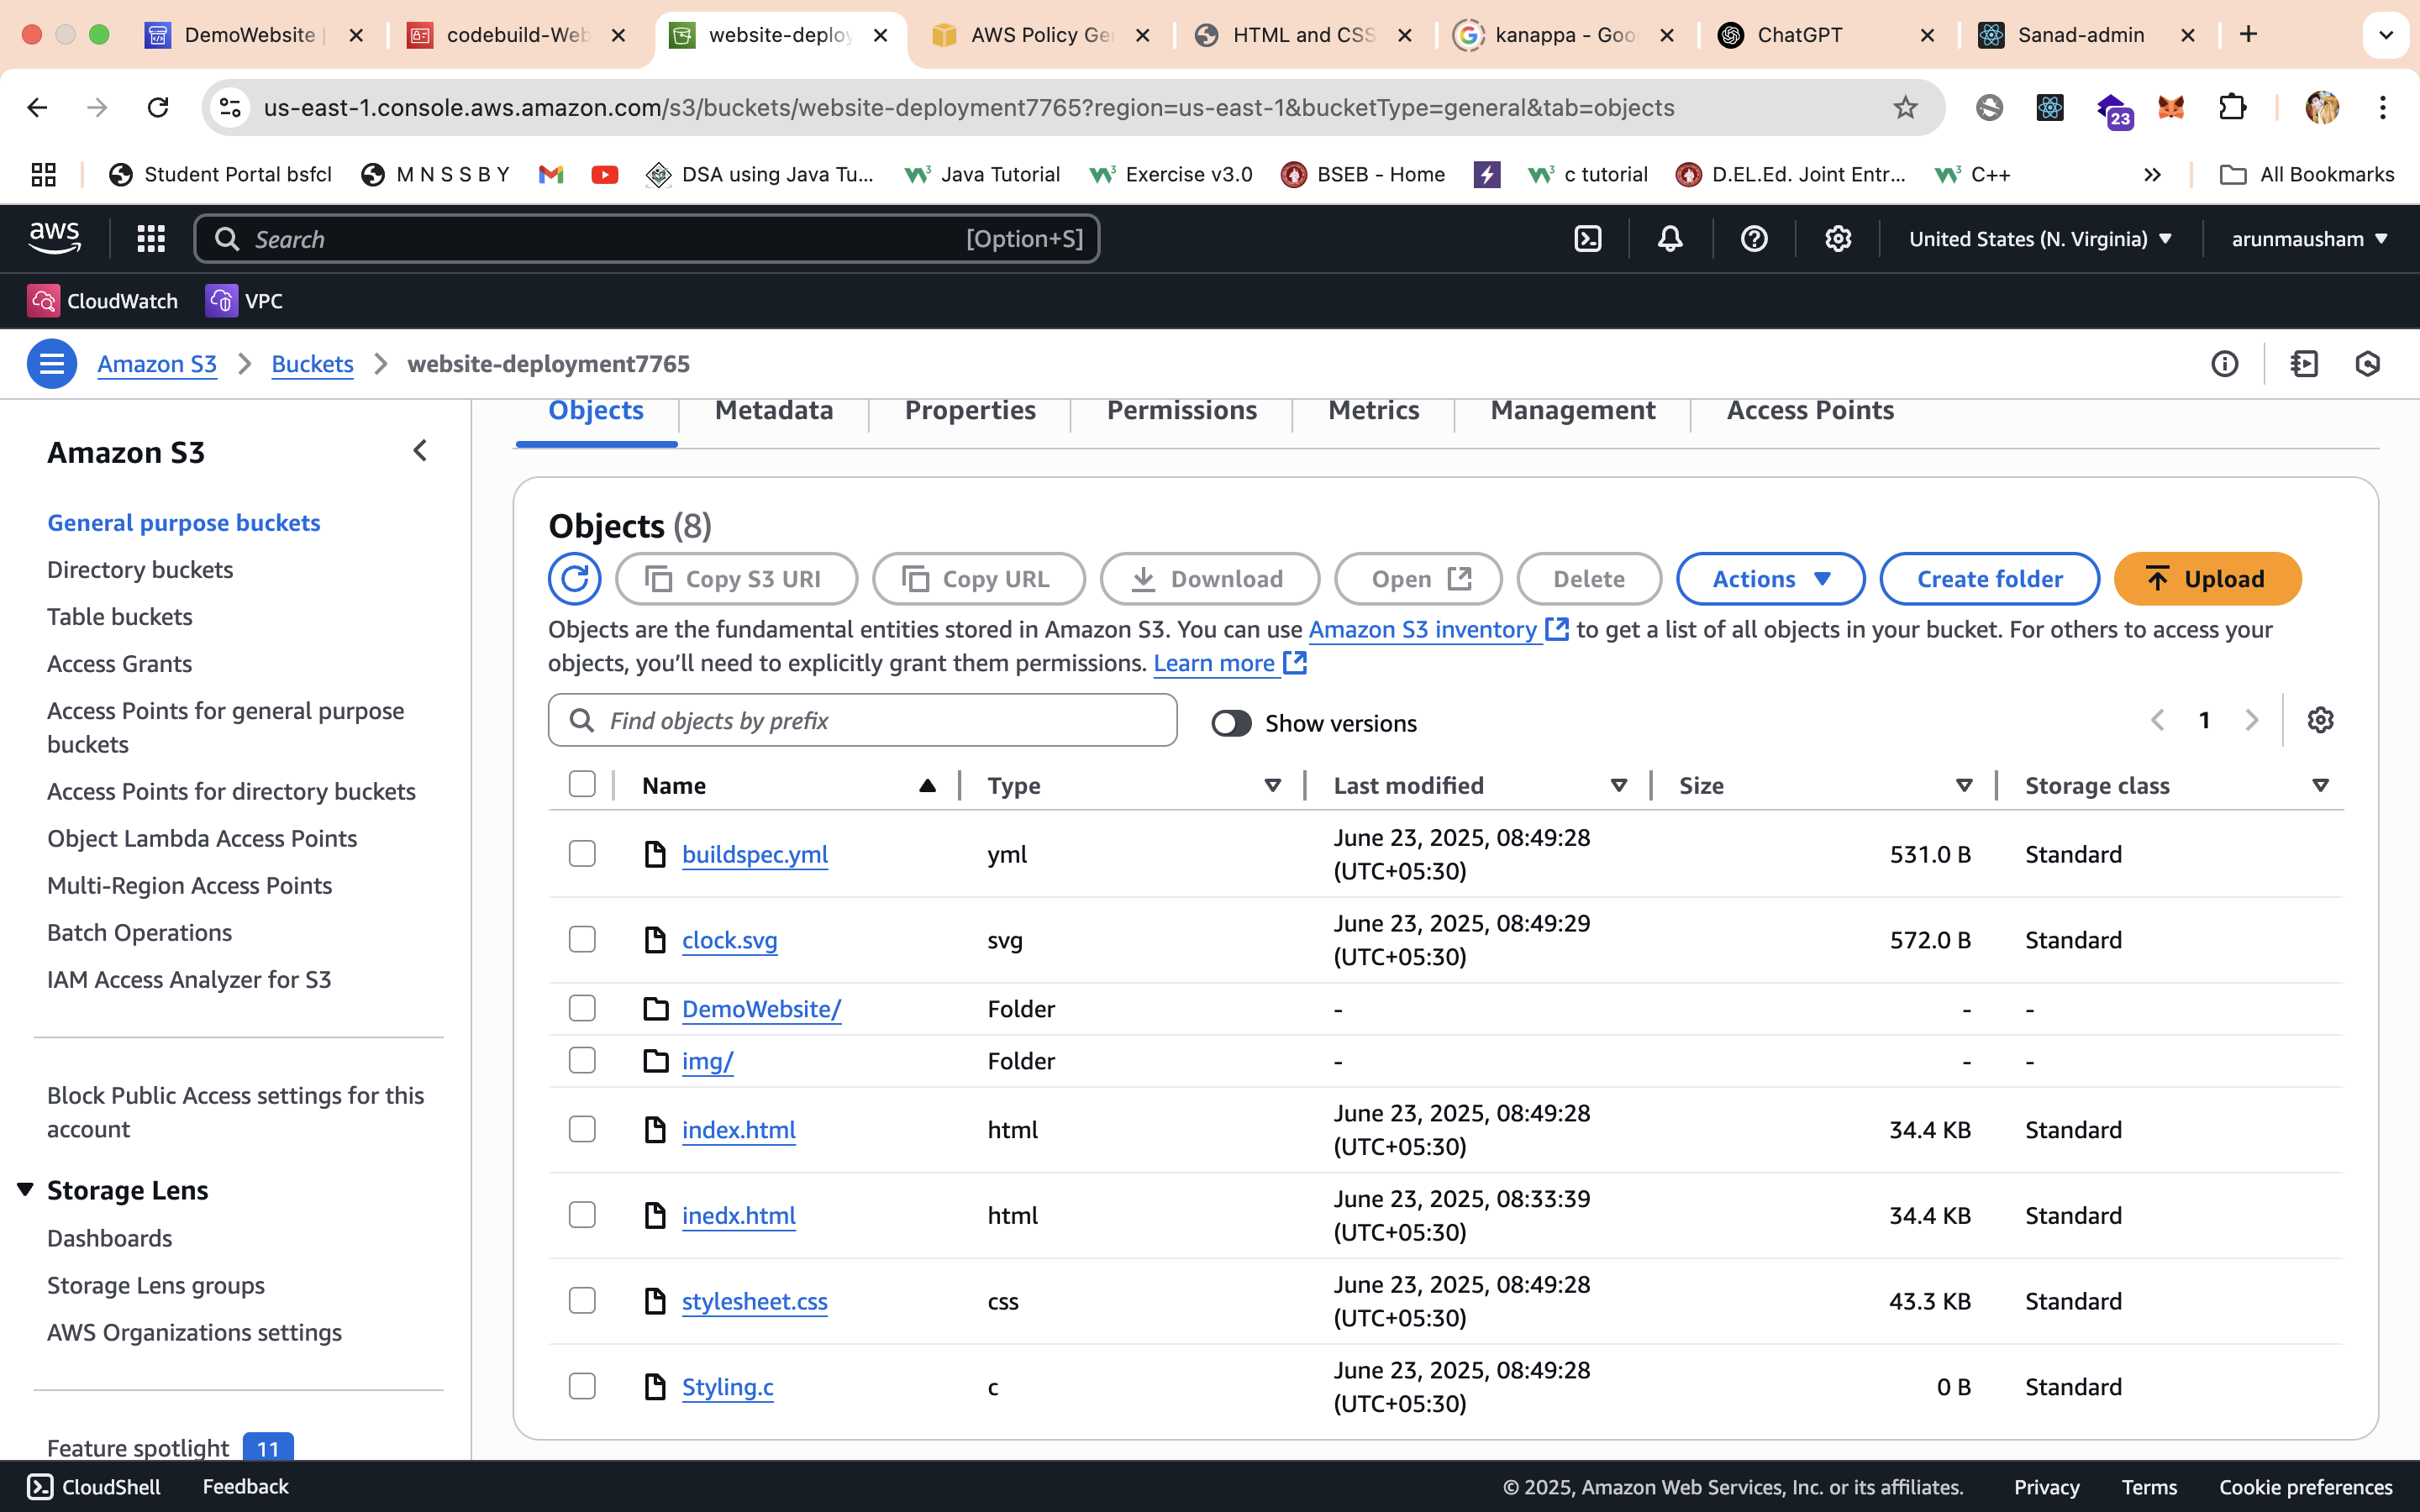 DemoWebsite
codebuild-Web
website-deploy
AWS Policy Gen
HTML and CSS
kanappa - Goo
ChatGPT
Sanad-admin
us-east-1.console.aws.amazon.com/s3/buckets/website-deployment7765?region=us-east-1&bucketType=general&tab=objects
23
Student Portal bsfcl
M N S S B Y
DSA using Java Tu...
Java Tutorial
Exercise v3.0
BSEB - Home
c tutorial
D.EL.Ed. Joint Entr...
C++
All Bookmarks
aws
Search
[Option+S]
United States (N. Virginia)
arunmausham
CloudWatch
VPC
Amazon S3
Buckets
website-deployment7765
Amazon S3
General purpose buckets
Directory buckets
Table buckets
Access Grants
Access Points for general purpose
buckets
Access Points for directory buckets
Object Lambda Access Points
Multi-Region Access Points
Batch Operations
IAM Access Analyzer for S3
Block Public Access settings for this
account
Storage Lens
Dashboards
Storage Lens groups
AWS Organizations settings
Feature spotlight 11
Objects
Metadata
Properties
Permissions
Metrics
Management
Access Points
Objects (8)
Copy S3 URI
Copy URL
Download
Open
Delete
Actions
Create folder
Upload
Objects are the fundamental entities stored in Amazon S3. You can use Amazon S3 inventory to get a list of all objects in your bucket. For others to access your
objects, you'll need to explicitly grant them permissions. Learn more
Find objects by prefix
Show versions
1
Name Type Last modified Size Storage class
buildspec.yml yml June 23, 2025, 08:49:28 531.0 B Standard
(UTC+05:30)
clock.svg svg June 23, 2025, 08:49:29 572.0 B Standard
(UTC+05:30)
DemoWebsite/ Folder - - -
img/ Folder - - -
index.html html June 23, 2025, 08:49:28 34.4 KB Standard
(UTC+05:30)
inedx.html html June 23, 2025, 08:33:39 34.4 KB Standard
(UTC+05:30)
stylesheet.css css June 23, 2025, 08:49:28 43.3 KB Standard
(UTC+05:30)
Styling.c c June 23, 2025, 08:49:28 0 B Standard
(UTC+05:30)
CloudShell
Feedback
© 2025, Amazon Web Services, Inc. or its affiliates.
Privacy
Terms
Cookie preferences